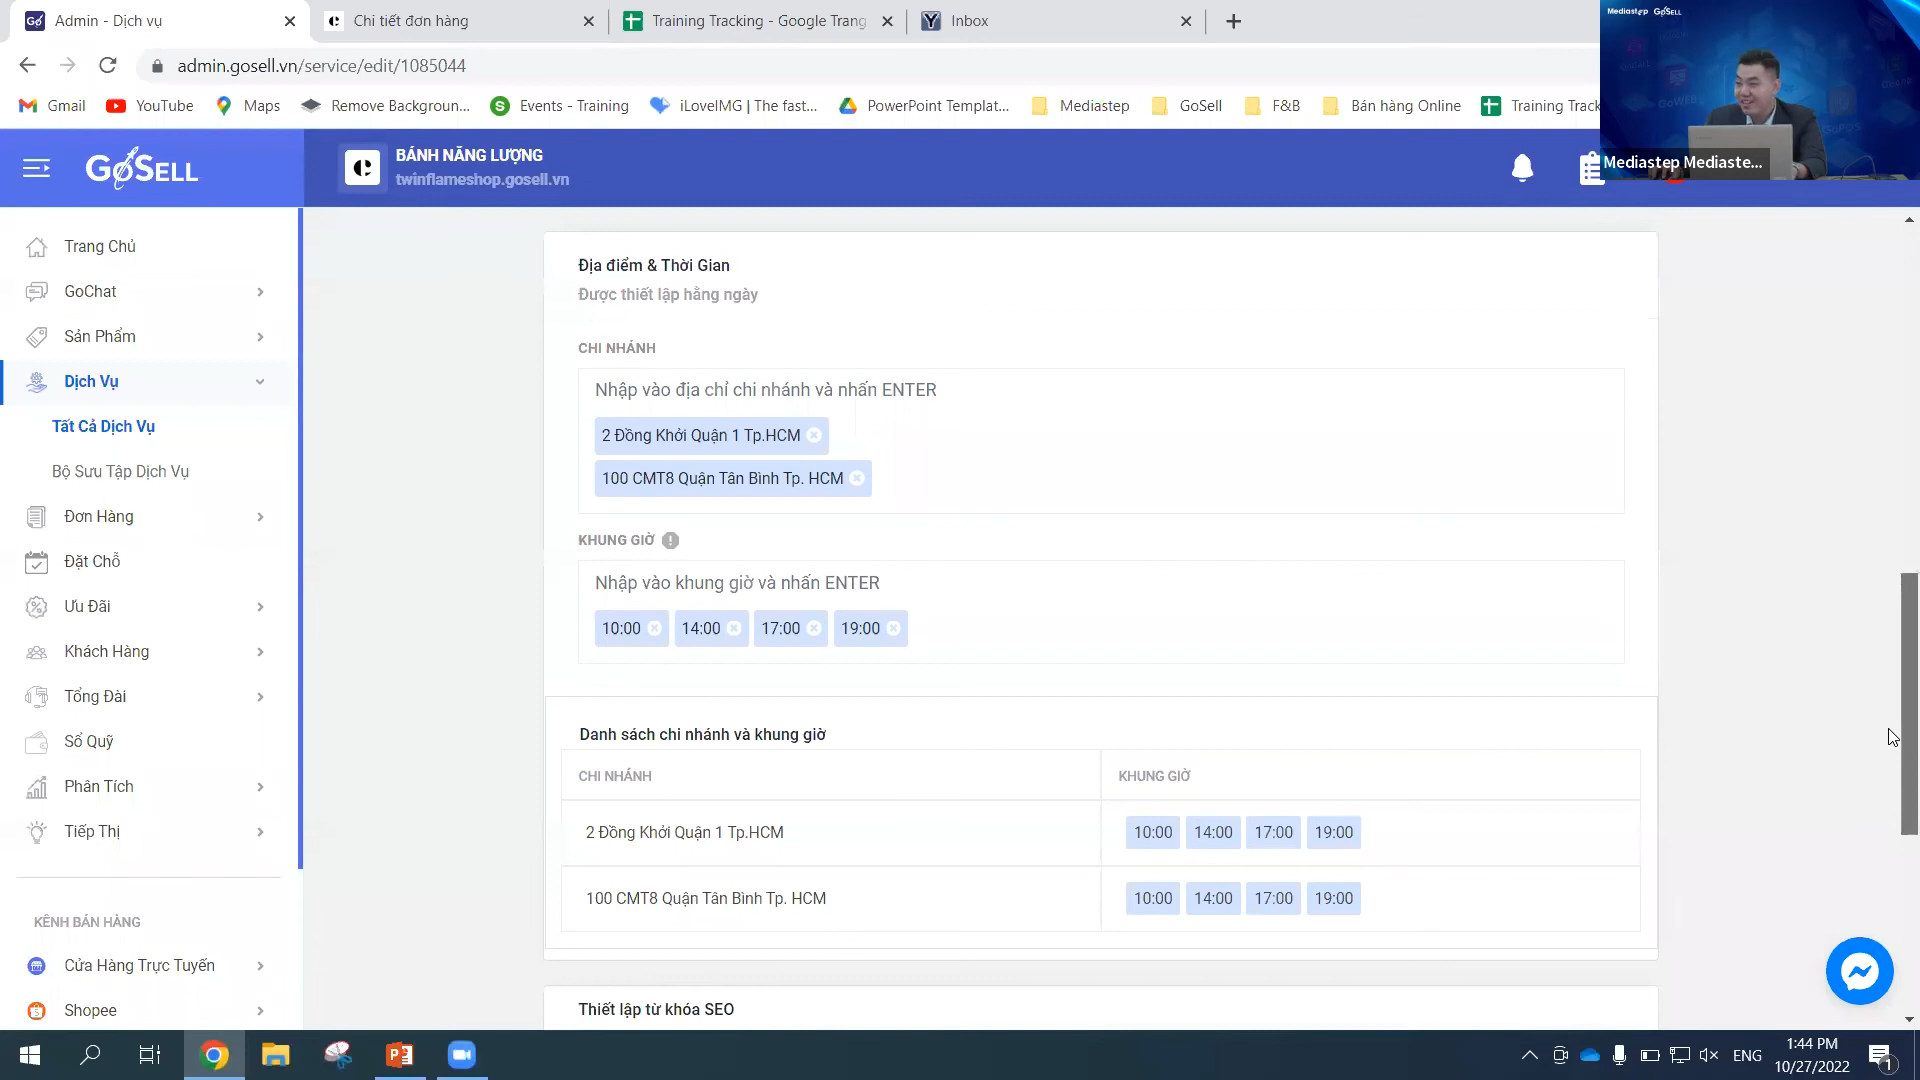 Admin - Dịch vụ
Chi tiết đơn hàng
Training Tracking - Google Trang
Inbox
admin.gosell.vn/service/edit/1085044
Gmail
YouTube
Maps
Remove Backgroun...
Events - Training
iLoveIMG | The fast...
PowerPoint Templat...
Mediastep
GoSell
F&B
Bán hàng Online
Training Track
Mediastep GoSELL
Mediastep Mediaste...
GoSELL
BÁNH NĂNG LƯỢNG
twinflameshop.gosell.vn
Trang Chủ
GoChat
Sản Phẩm
Dịch Vụ
Tất Cả Dịch Vụ
Bộ Sưu Tập Dịch Vụ
Đơn Hàng
Đặt Chỗ
Ưu Đãi
Khách Hàng
Tổng Đài
Sổ Quỹ
Phân Tích
Tiếp Thị
KÊNH BÁN HÀNG
Cửa Hàng Trực Tuyến
Shopee
Địa điểm & Thời Gian
Được thiết lập hằng ngày
CHI NHÁNH
Nhập vào địa chỉ chi nhánh và nhấn ENTER
2 Đồng Khởi Quận 1 Tp.HCM
100 CMT8 Quận Tân Bình Tp. HCM
KHUNG GIỜ
Nhập vào khung giờ và nhấn ENTER
10:00 14:00 17:00 19:00
Danh sách chi nhánh và khung giờ
CHI NHÁNH KHUNG GIỜ
2 Đồng Khởi Quận 1 Tp.HCM 10:00 14:00 17:00 19:00
100 CMT8 Quận Tân Bình Tp. HCM 10:00 14:00 17:00 19:00
Thiết lập từ khóa SEO
ENG
1:44 PM
10/27/2022
1